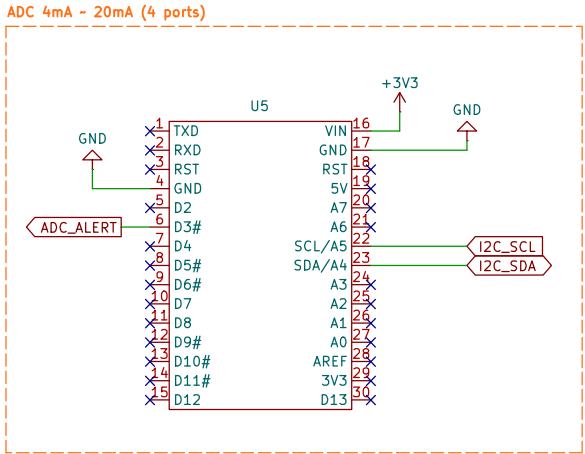 ADC 4mA ~ 20mA (4 ports)
+3V3
U5
GND
GND
1 TXD VIN 16
2 RXD GND 17
3 RST RST 18
4 GND 5V 19
5 D2 A7 20
ADC_ALERT 6 D3# A6 21
7 D4 SCL/A5 22 I2C_SCL
8 D5# SDA/A4 23 I2C_SDA
9 D6# A3 24
10 D7 A2 25
11 D8 A1 26
12 D9# A0 27
13 D10# AREF 28
14 D11# 3V3 29
15 D12 D13 30